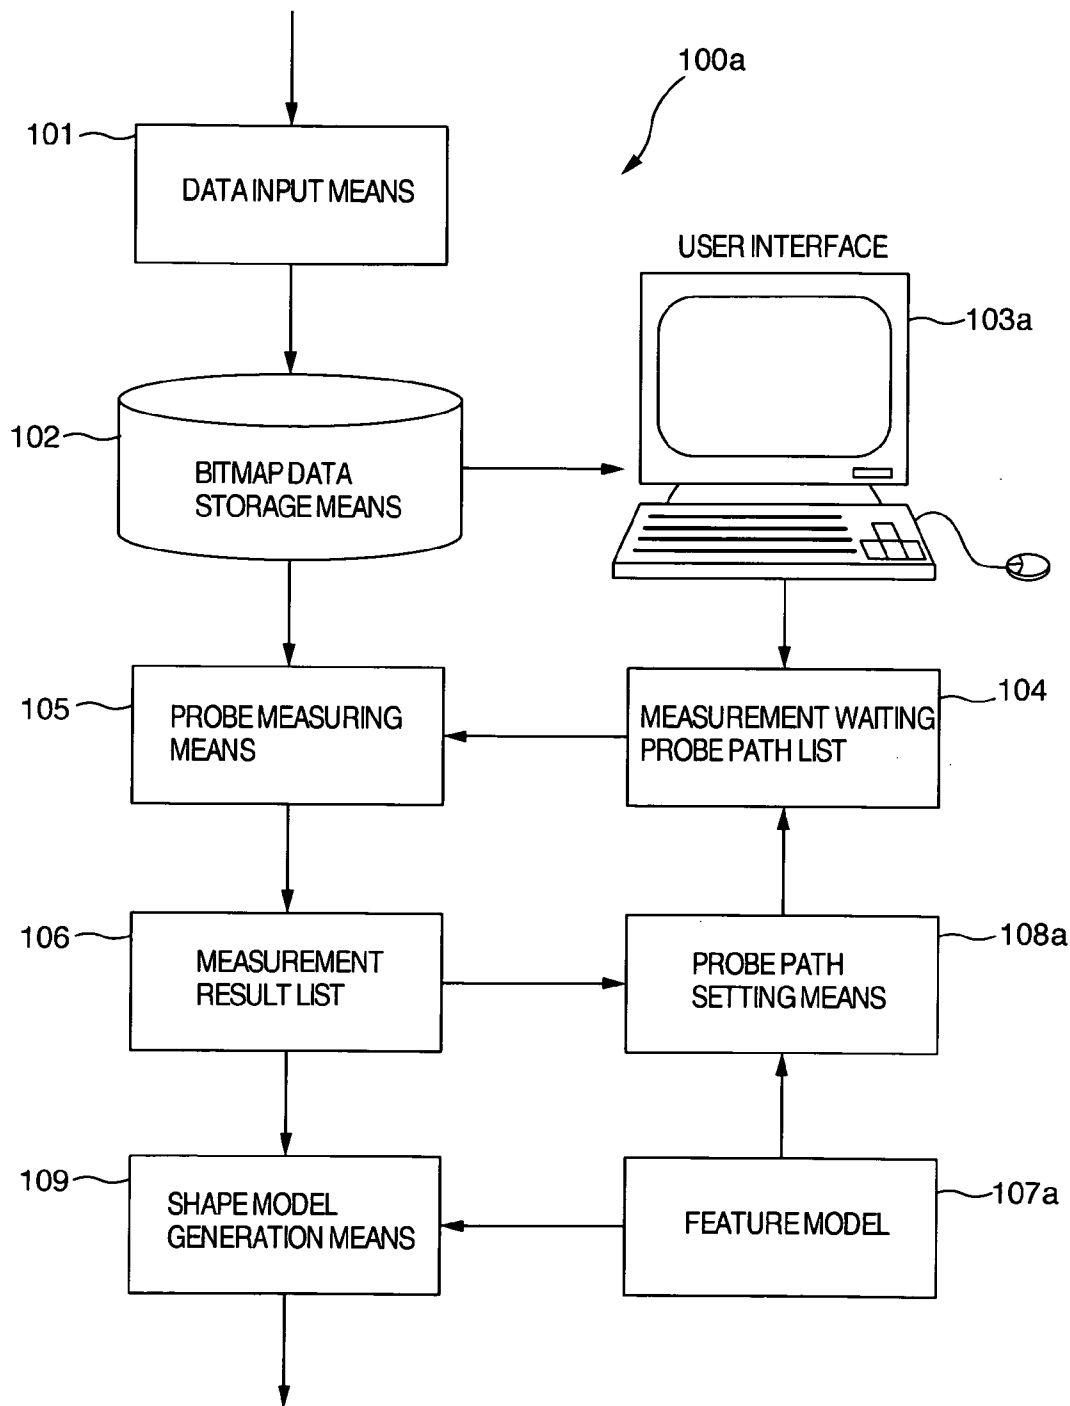 100a
101
DATA INPUT MEANS
USER INTERFACE
103a
102
BITMAP DATA
STORAGE MEANS
105
PROBE MEASURING
MEANS
104
MEASUREMENT WAITING
PROBE PATH LIST
106
MEASUREMENT
RESULT LIST
108a
PROBE PATH
SETTING MEANS
109
SHAPE MODEL
GENERATION MEANS
107a
FEATURE MODEL